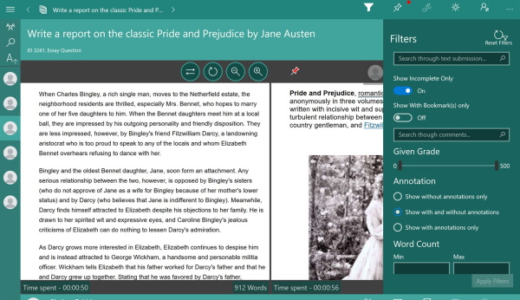 Write a report on the classic Pride and P...
Write a report on the classic Pride and Prejudice by Jane Austen
Essay Question
When Charles Bingley, a rich single man, moves to the Netherfield estate, the
neighborhood residents are thrilled, especially Mrs. Bennet, who hopes to marry
one of her five daughters to him. When the Bennet daughters meet him at a local
ball, they are impressed by his outgoing personality and friendly disposition. They
are less impressed, however, by Bingley's friend Fitzwilliam Darcy, a landowning
aristocrat who is too proud to speak to any of the locals and whom Elizabeth
Bennet overhears refusing to dance with her.
Bingley and the oldest Bennet daughter, Jane, soon form an attachment. Any
serious relationship between the two, however, is opposed by Bingley's sisters
(who do not approve of Jane as a wife for Bingley because of her mother's lower
status) and by Darcy (who believes that Jane is indifferent to Bingley). Meanwhile,
Darcy finds himself attracted to Elizabeth despite his objections to her family. He is
drawn to her spirited wit and expressive eyes, and Caroline Bingley's jealous
criticisms of Elizabeth can do nothing to lessen Darcy's admiration.
As Darcy grows more interested in Elizabeth, Elizabeth continues to despise him
and is instead attracted to George Wickham, a handsome and personable militia
officer. Wickham tells Elizabeth that his father worked for Darcy's father and that he
and Darcy grew up together. Stating that he was favored by Darcy's father,
Time spent - 00:00:50
912 Words
Pride and Prejudice, romantic
anonymously in three volumes
written with incisive wit and sup
turbulent relationship between
country gentleman, and Fitzwil
Time spent - 00:00:56
Filters
Reset Filters
Search through text submission...
Show Incomplete Only
On
Show With Bookmark(s) only
Off
Search though comments...
Given Grade
0
500
Annotation
Show without annotations only
Show with and without annotations
Show with annotations only
Word Count
Min
Max
Apply Filters